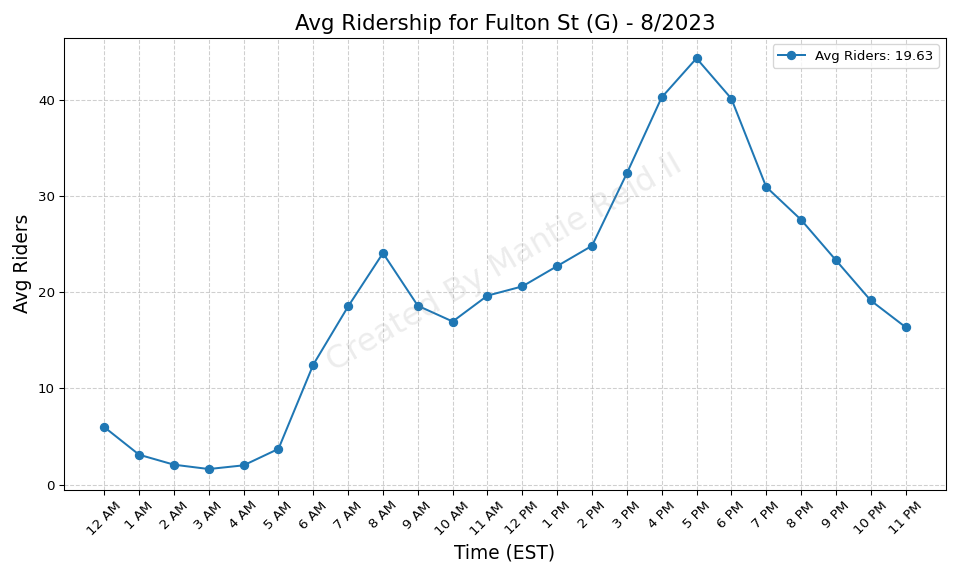 Avg Ridership for Fulton St (G) - 8/2023
Avg Riders: 19.63
Avg Riders
40
30
20
10
0
Created By Mantie Reid II
12 AM
1 AM
2 AM
3 AM
4 AM
5 AM
6 AM
7 AM
8 AM
9 AM
10 AM
11 AM
12 PM
1 PM
2 PM
3 PM
4 PM
5 PM
6 PM
7 PM
8 PM
9 PM
10 PM
11 PM
Time (EST)